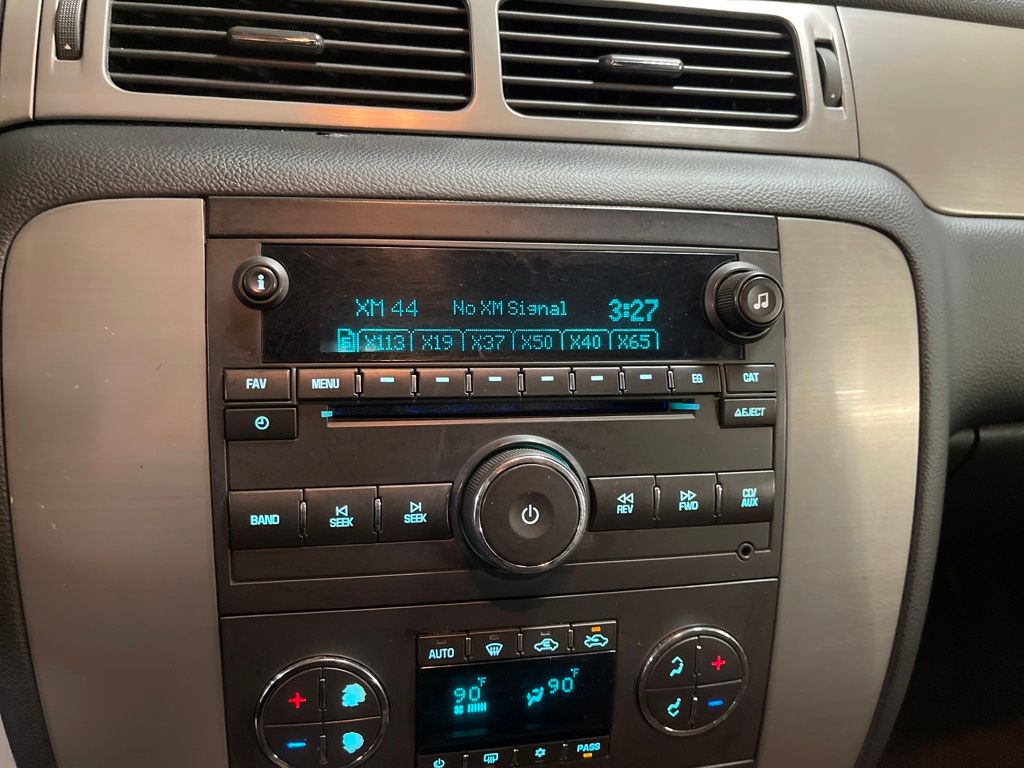 XM 44 No XM Signal 3:27
X113 X19 X37 X50 X40 X65
FAV MENU EQ CAT
EJECT
BAND SEEK SEEK REV FWD CD/
AUX
AUTO
90°F 90°F
PASS